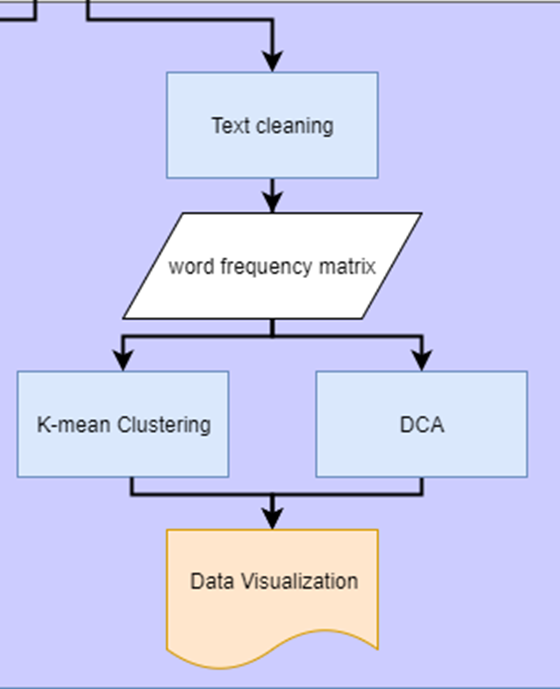 Text cleaning
word frequency matrix
K-mean Clustering
DCA
Data Visualization